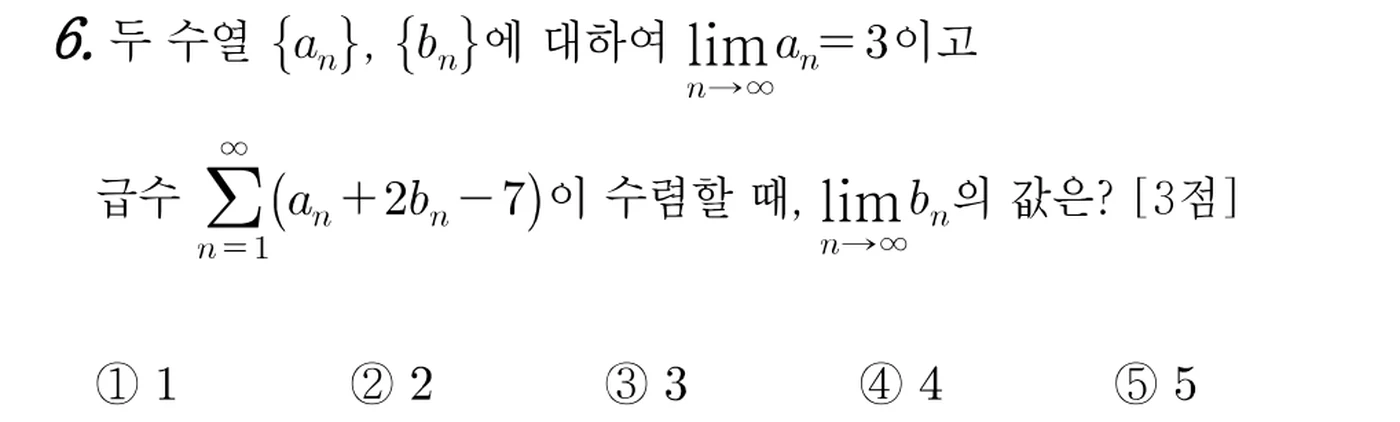 6. 두 수열 {aₙ}, {bₙ}에 대하여 lim aₙ= 3이고
n→∞
∞
급수 ∑(aₙ+2bₙ−7)이 수렴할 때, lim bₙ의 값은? [3점]
n=1 n→∞
① 1 ② 2 ③ 3 ④ 4 ⑤ 5